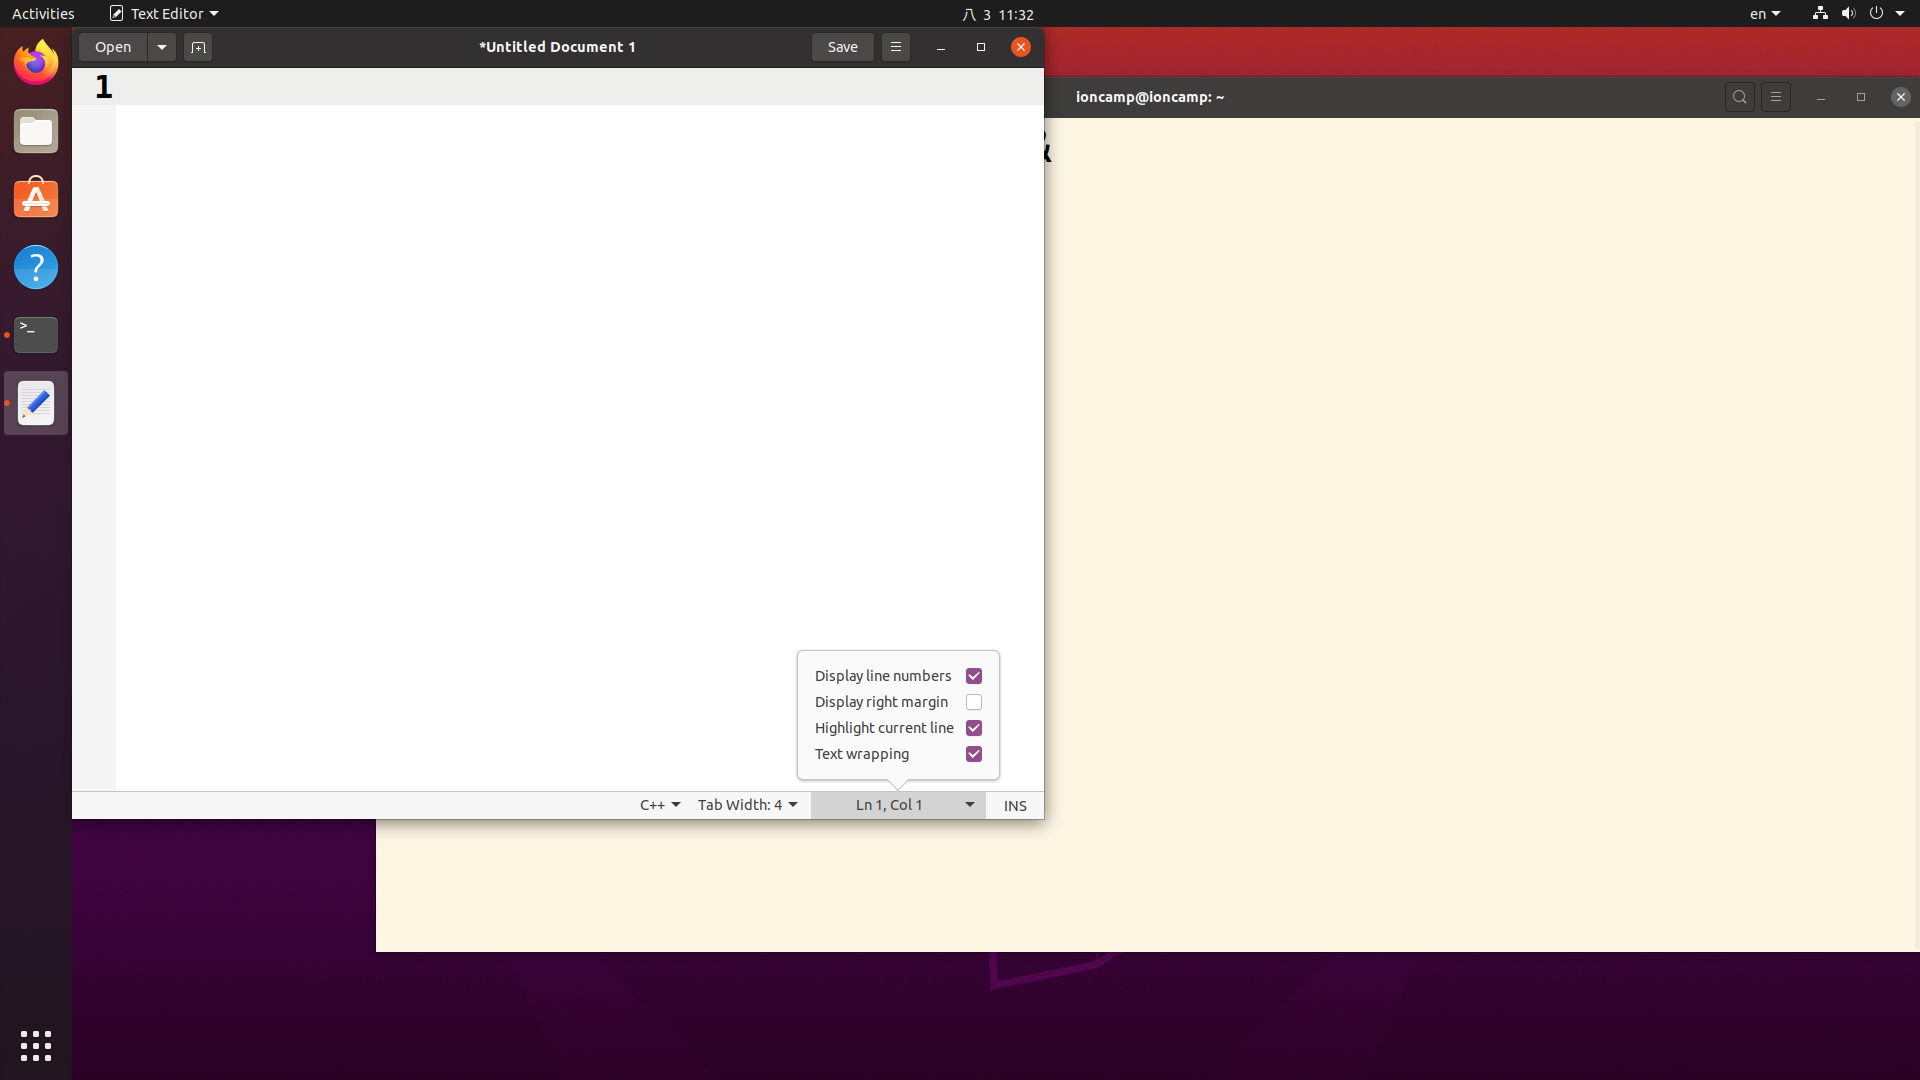 Activities
Text Editor
八 3 11:32
en
Open
*Untitled Document 1
Save
1
ioncamp@ioncamp: ~
>_
Display line numbers
Display right margin
Highlight current line
Text wrapping
C++
Tab Width: 4
Ln 1, Col 1
INS